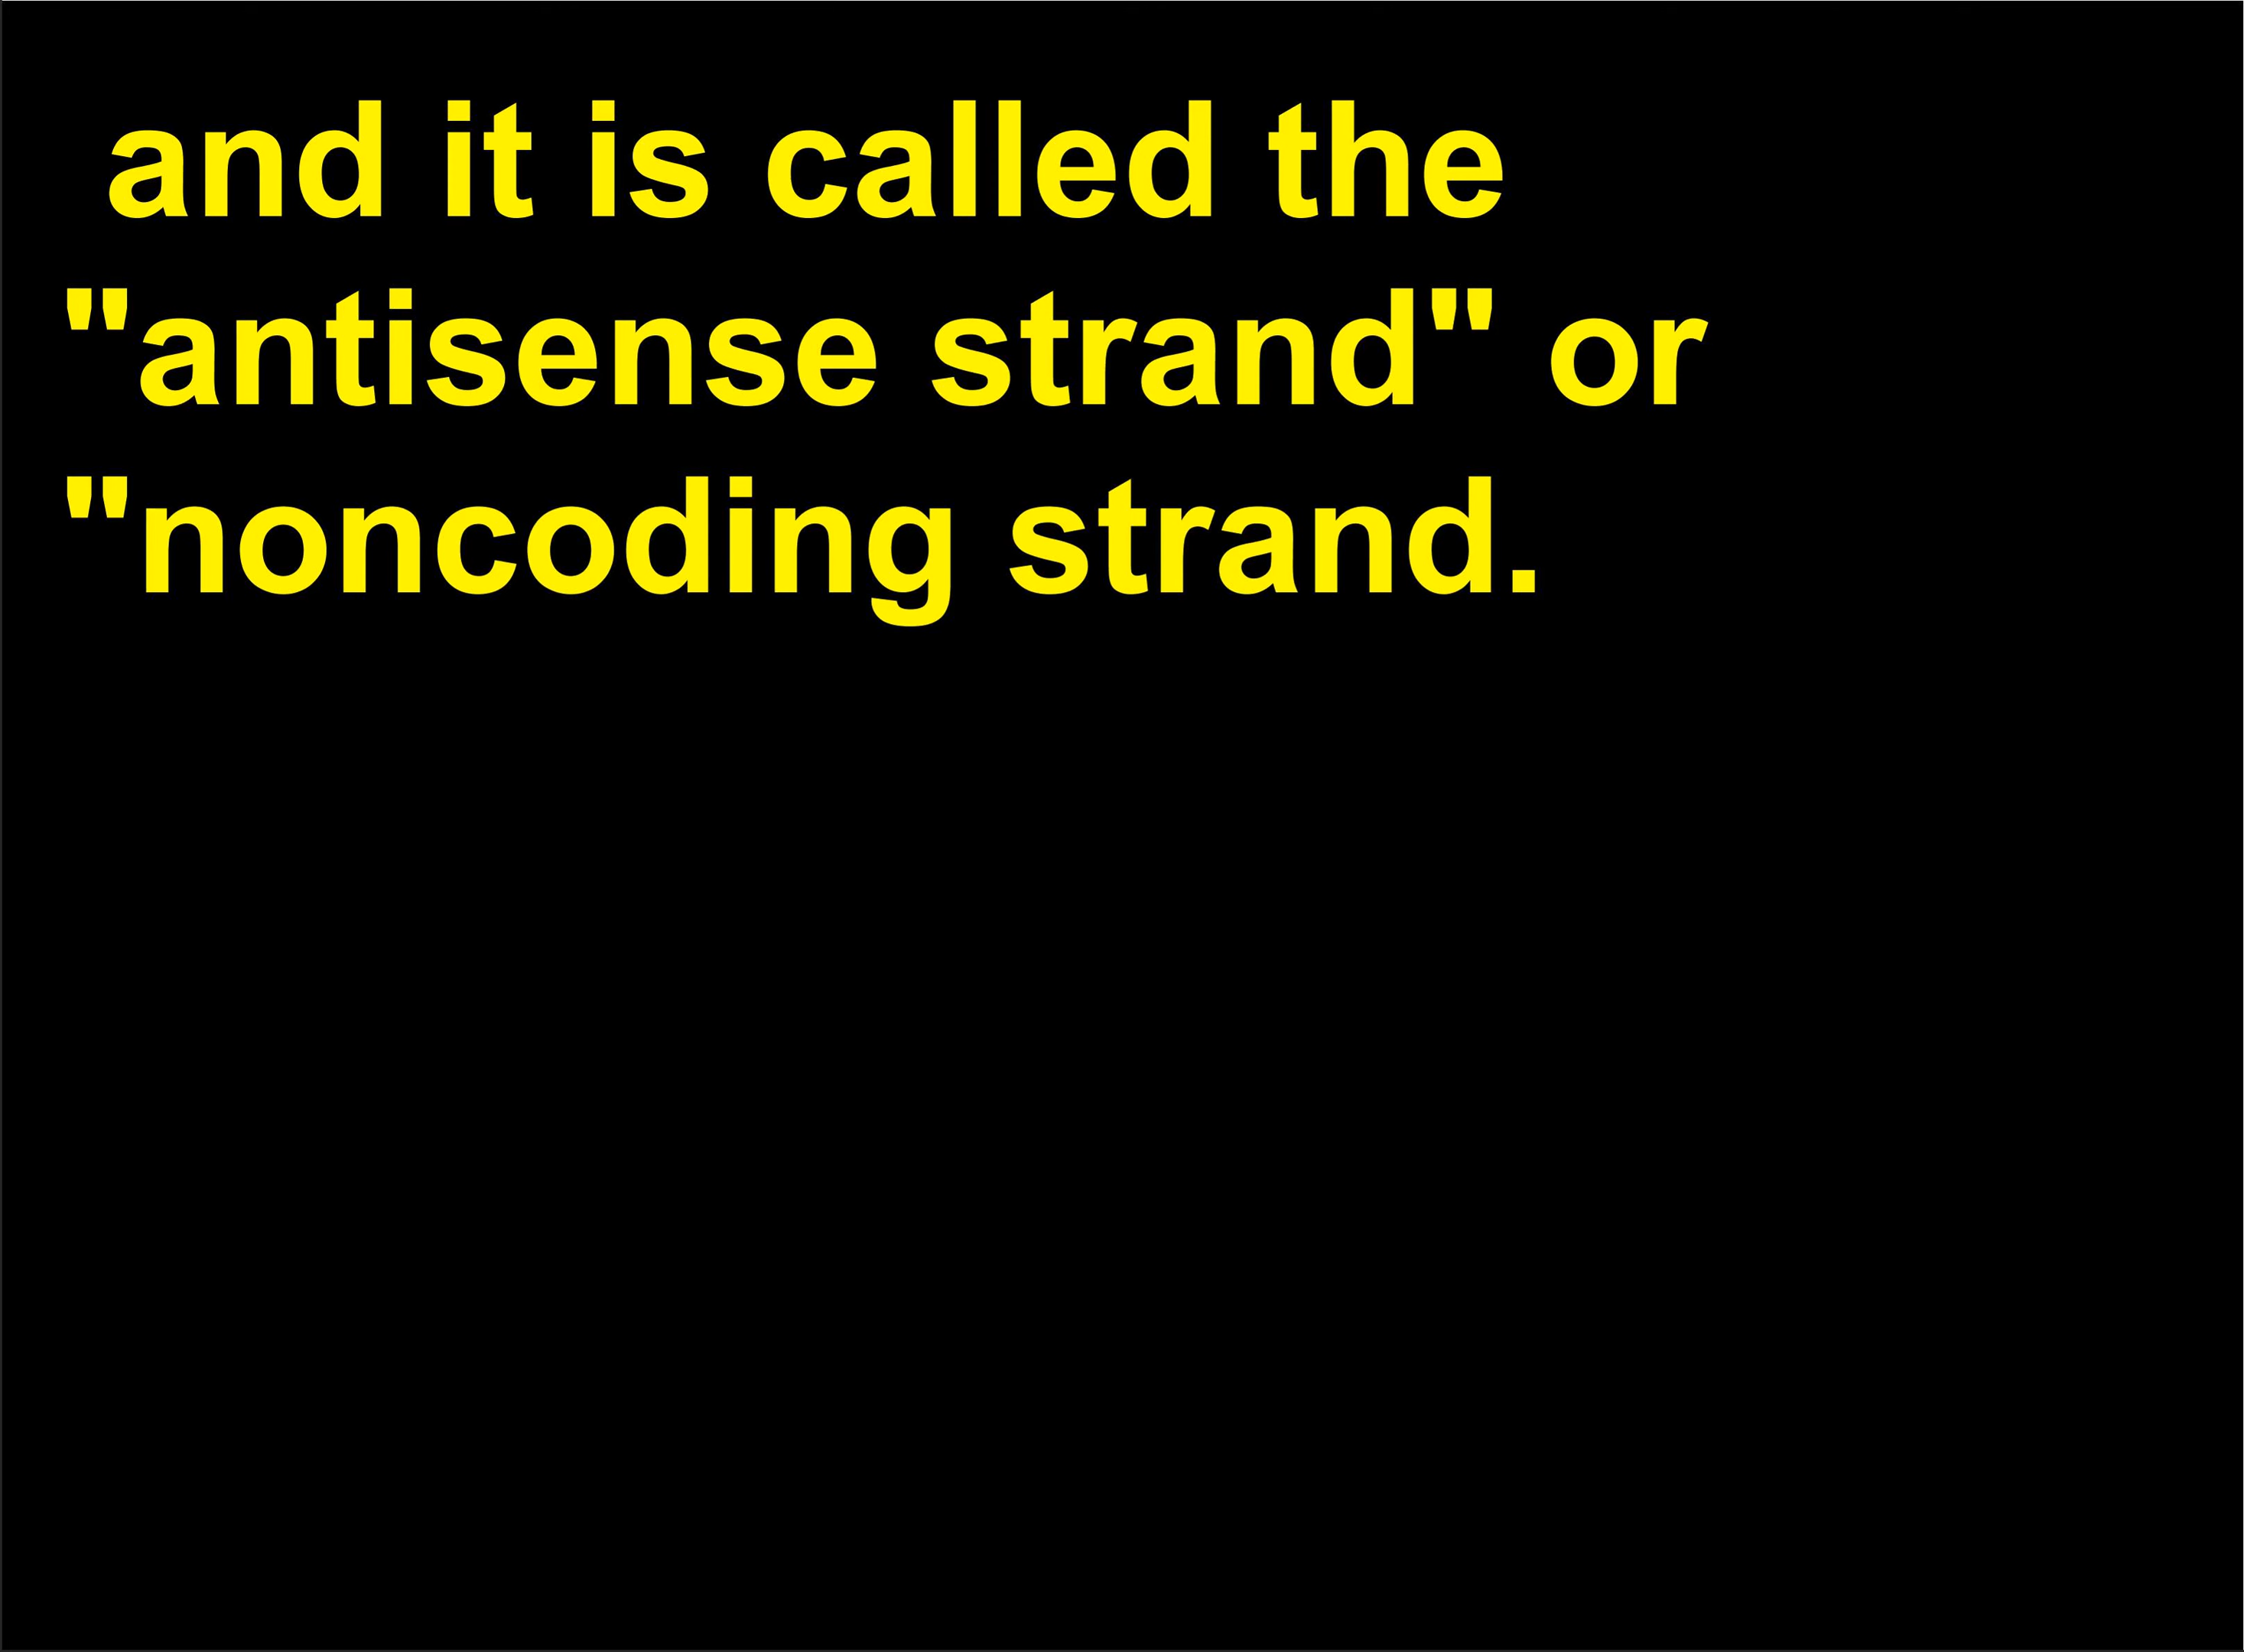 and it is called the
"antisense strand" or
"noncoding strand.